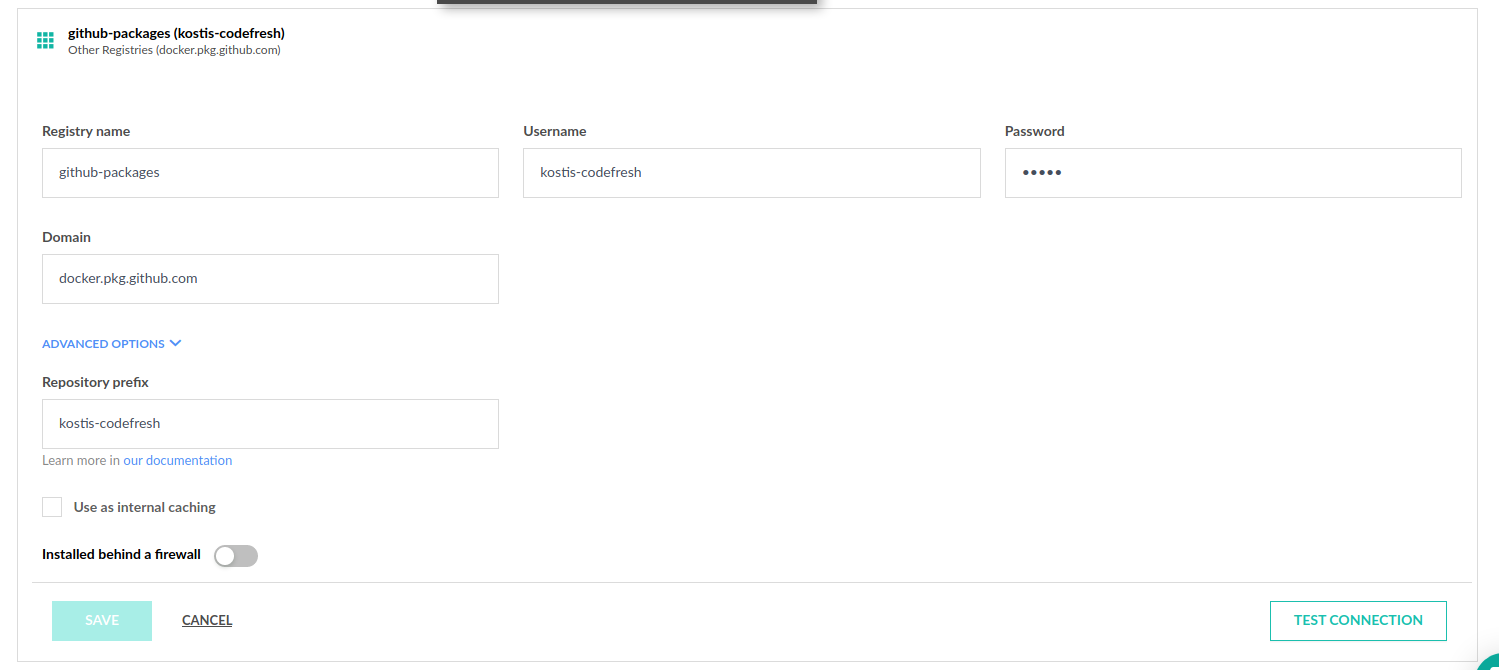 github-packages (kostis-codefresh)
Other Registries (docker.pkg.github.com)
Registry name
Username
Password
github-packages
kostis-codefresh
•••••
Domain
docker.pkg.github.com
ADVANCED OPTIONS
Repository prefix
kostis-codefresh
Learn more in our documentation
Use as internal caching
Installed behind a firewall
SAVE
CANCEL
TEST CONNECTION